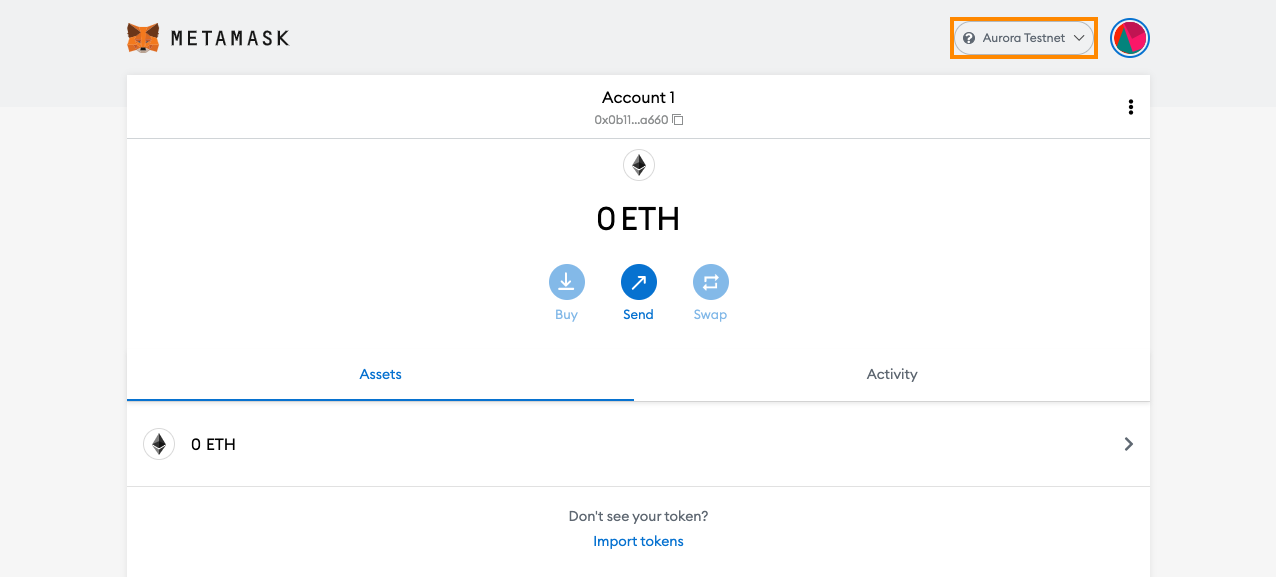 METAMASK
Aurora Testnet
Account 1
0x0b11...a660
0 ETH
Buy
Send
Swap
Assets
Activity
0 ETH
Don't see your token?
Import tokens